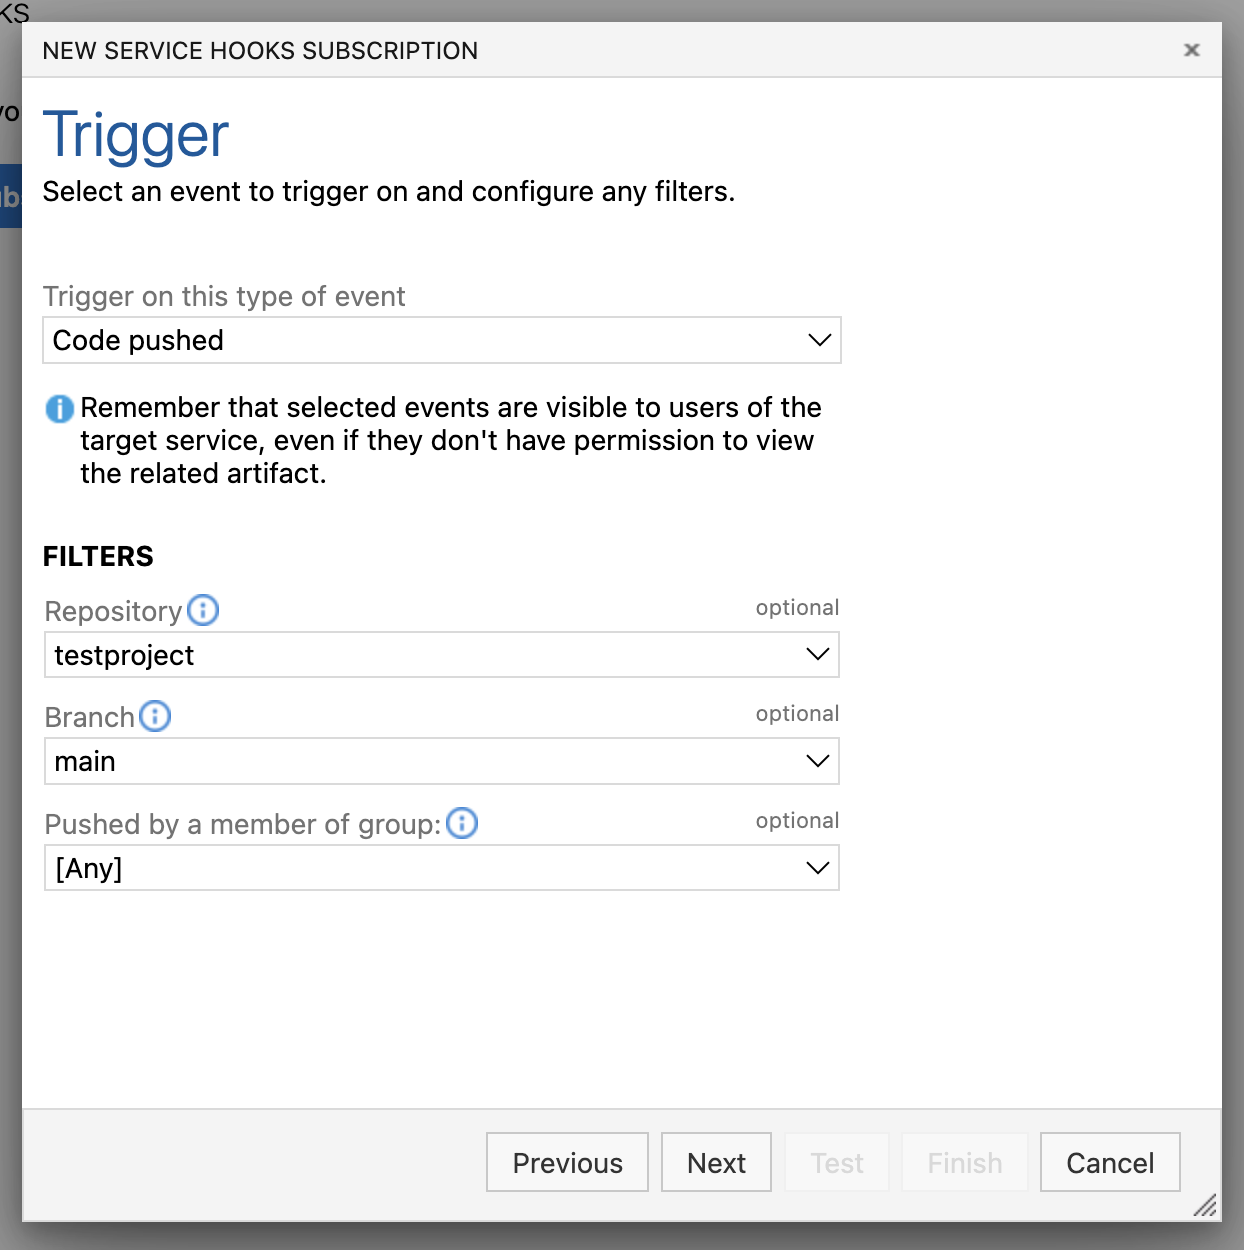 KS
NEW SERVICE HOOKS SUBSCRIPTION
Trigger
Select an event to trigger on and configure any filters.
Trigger on this type of event
Code pushed
Remember that selected events are visible to users of the
target service, even if they don't have permission to view
the related artifact.
FILTERS
Repository optional
testproject
Branch optional
main
Pushed by a member of group: optional
[Any]
Previous Next Test Finish Cancel